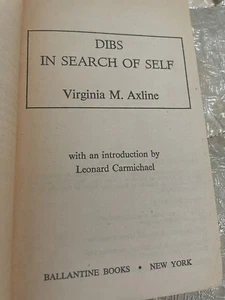 DIBS
IN SEARCH OF SELF
Virginia M. Axline
with an introduction by
Leonard Carmichael
BALLANTINE BOOKS • NEW YORK